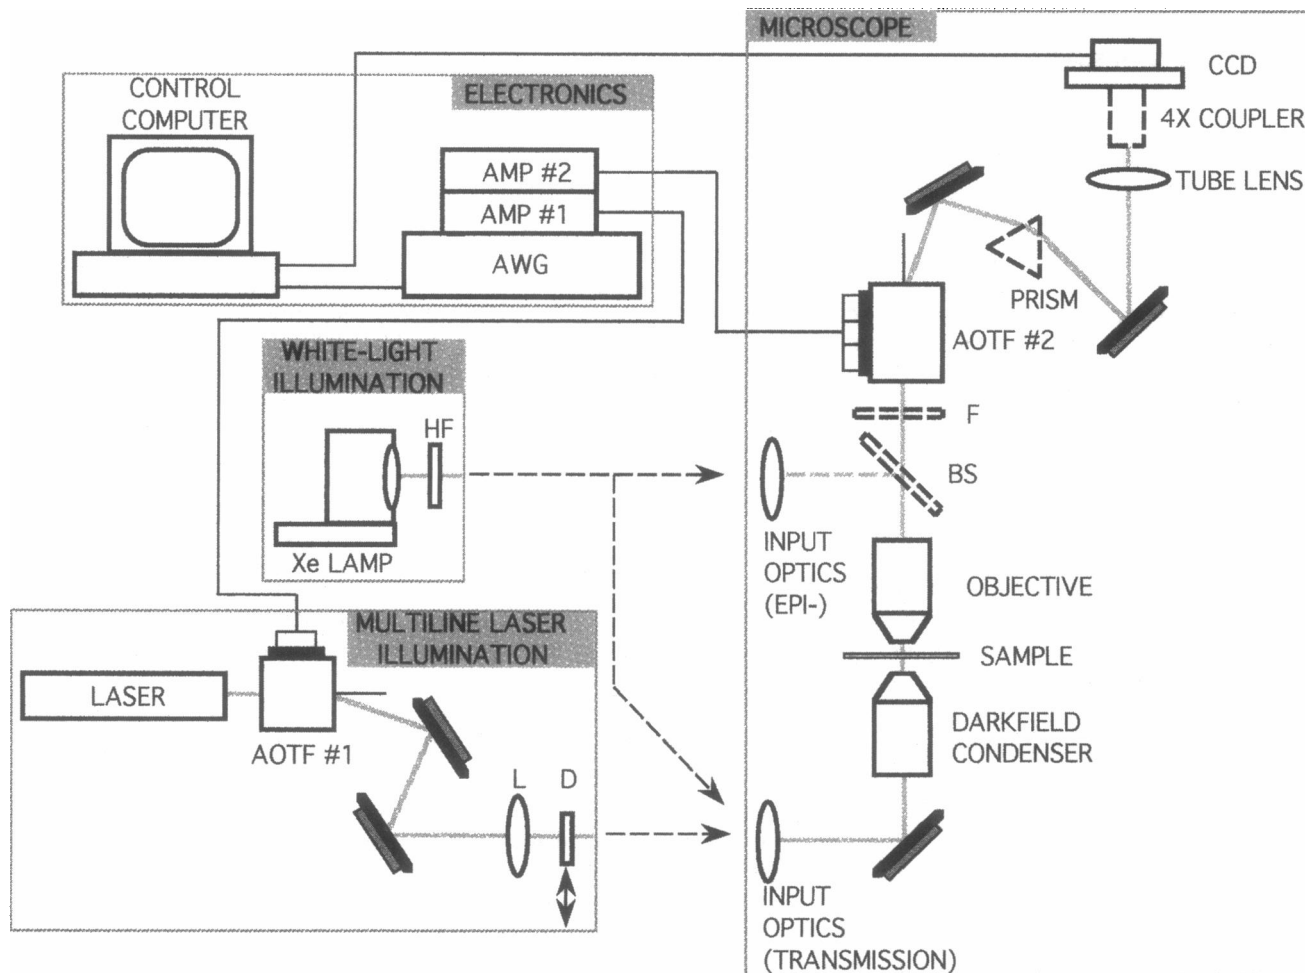 MICROSCOPE
CCD
4X COUPLER
TUBE LENS
PRISM
AOTF #2
F
BS
INPUT
OPTICS
(EPI-)
OBJECTIVE
SAMPLE
DARKFIELD
CONDENSER
INPUT
OPTICS
(TRANSMISSION)
ELECTRONICS
CONTROL
COMPUTER
AMP #2
AMP #1
AWG
WHITE-LIGHT
ILLUMINATION
HF
Xe LAMP
MULTILINE LASER
ILLUMINATION
LASER
AOTF #1
L
D